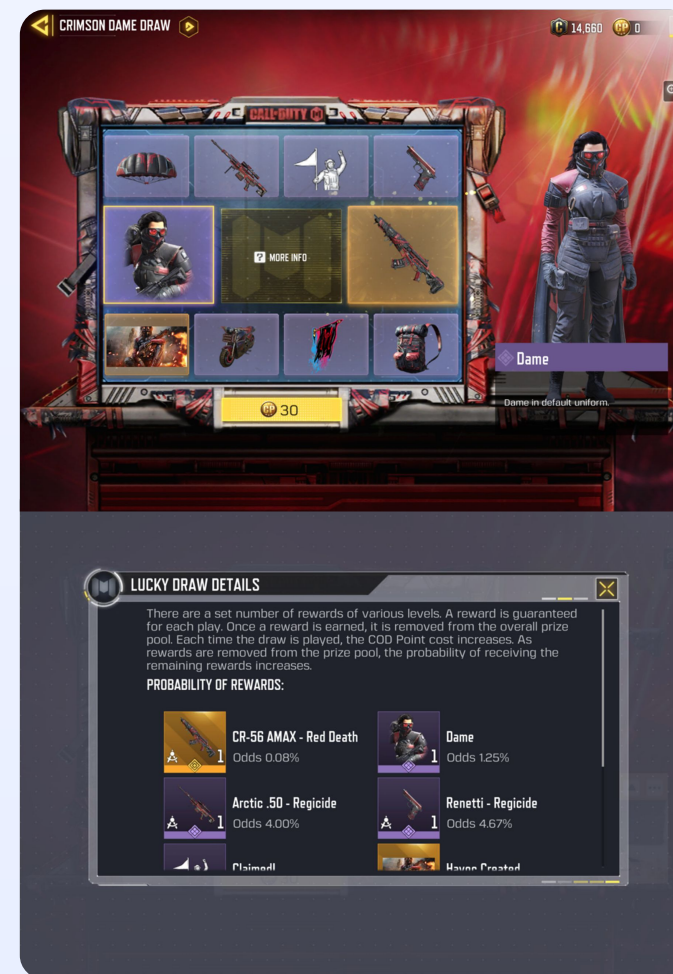 CRIMSON DAME DRAW
C 14,660 CP 0
CALL OF DUTY
? MORE INFO
Dame
CP 30
Dame in default uniform.
LUCKY DRAW DETAILS
There are a set number of rewards of various levels. A reward is guaranteed
for each play. Once a reward is earned, it is removed from the overall prize
pool. Each time the draw is played, the COD Point cost increases. As
rewards are removed from the prize pool, the probability of receiving the
remaining rewards increases.
PROBABILITY OF REWARDS:
1 CR-56 AMAX - Red Death
Odds 0.08%
1 Dame
Odds 1.25%
1 Arctic .50 - Regicide
Odds 4.00%
1 Renetti - Regicide
Odds 4.67%
Claimed!
Havoc Created